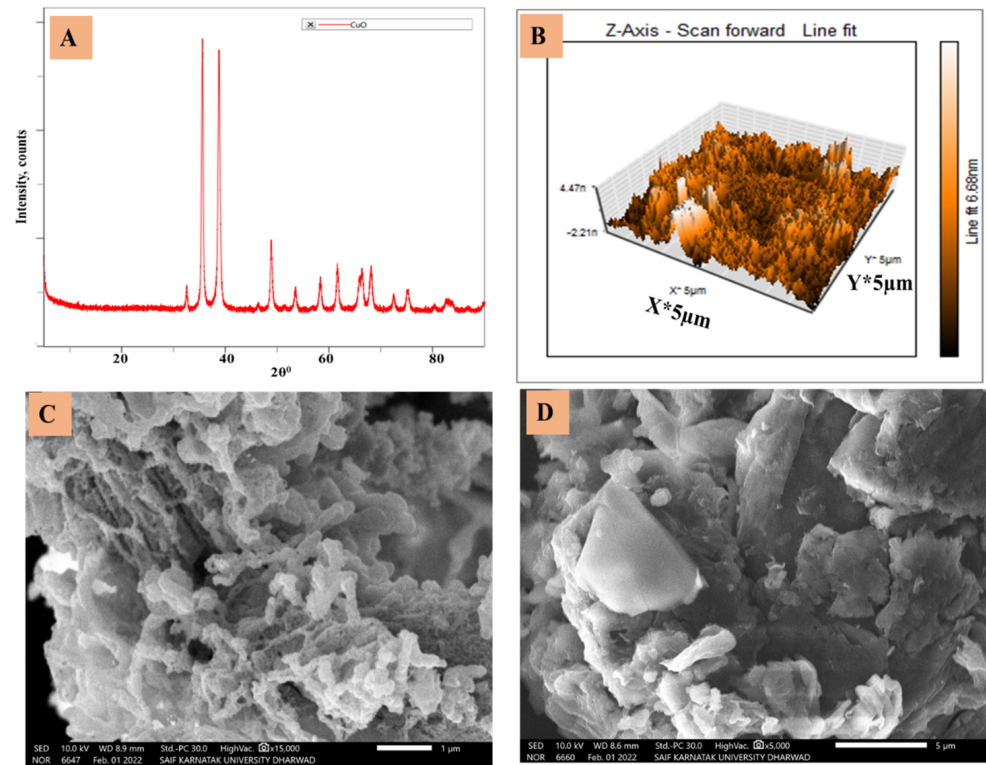 A
CuO
Intensity, counts
20
40
60
80
2θ⁰
B
Z-Axis - Scan forward Line fit
4.47n
-2.21n
X* 5µm
Y* 5µm
X*5µm
Y*5µm
Line fit 6.68nm
C
SED 10.0 kV WD 8.9 mm Std.-PC 30.0 HighVac. x15,000 1 µm
NOR 6647 Feb. 01 2022 SAIF KARNATAK UNIVERSITY DHARWAD
D
SED 10.0 kV WD 8.6 mm Std.-PC 30.0 HighVac. x5,000 5 µm
NOR 6660 Feb. 01 2022 SAIF KARNATAK UNIVERSITY DHARWAD